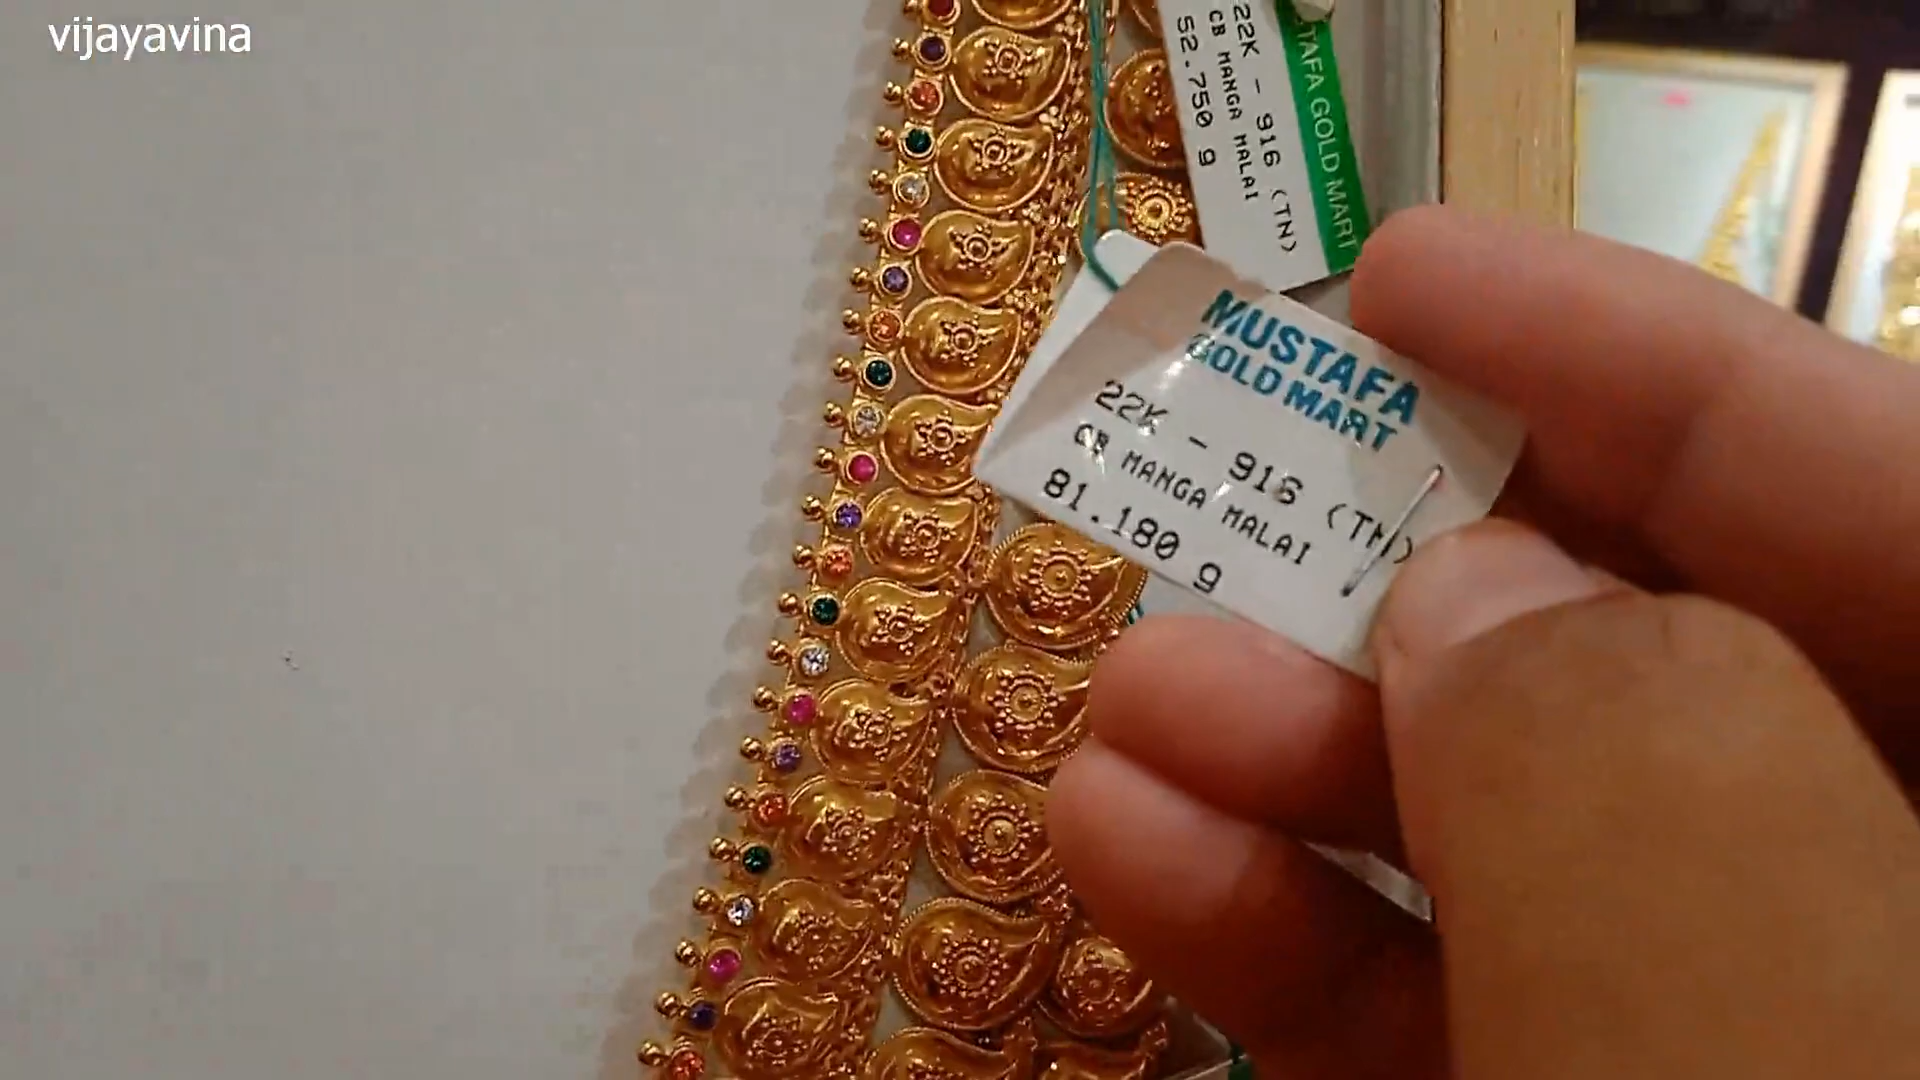 vijayavina
22K - 916 (TN)
CB MANGA MALAI
52.750 g
TAFA GOLD MART
MUSTAFA
GOLD MART
22K - 916 (TN)
CB MANGA MALAI
81.180 g